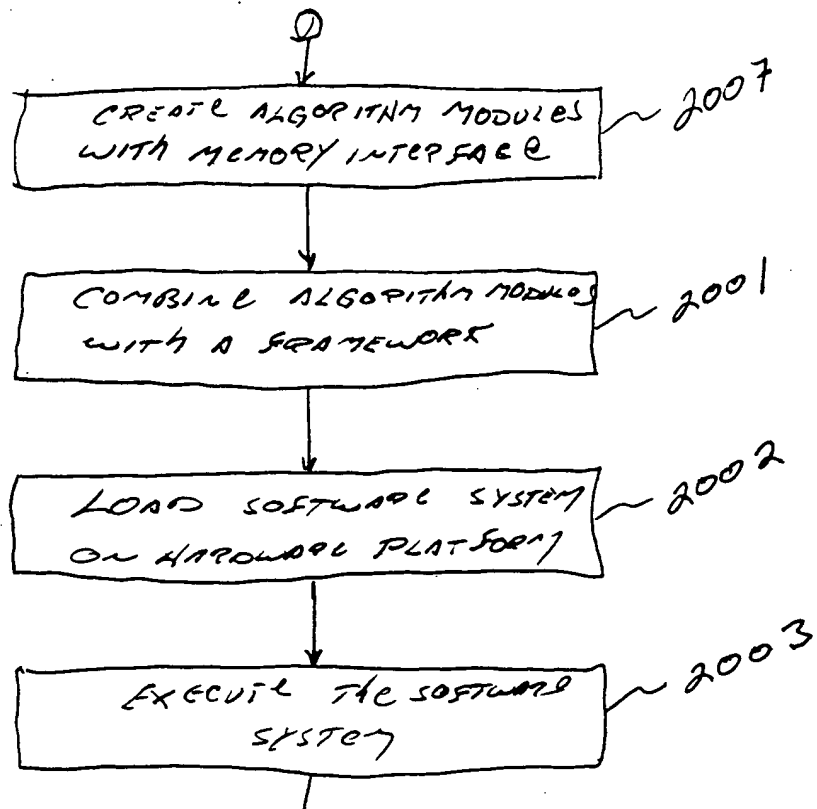 CREATE ALGORITHM MODULES
WITH MEMORY INTERFACE
2007
COMBINE ALGORITHM MODULES
WITH A FRAMEWORK
2001
LOAD SOFTWARE SYSTEM
ON HARDWARE PLATFORM
2002
EXECUTE THE SOFTWARE
SYSTEM
2003